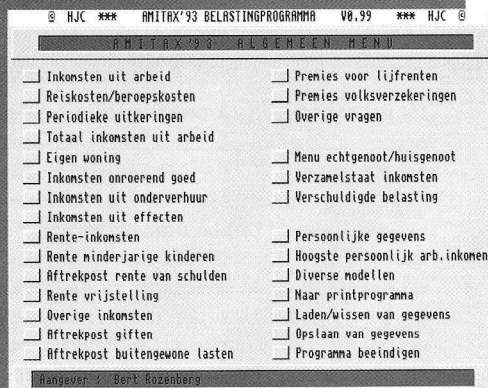 @ HJC *** AMITAX'93 BELASTINGPROGRAMMA V0.99 *** HJC @
AMITAX'93 ALGEMEEN MENU
Inkomsten uit arbeid
Reiskosten/beroepskosten
Periodieke uitkeringen
Totaal inkomsten uit arbeid
Eigen woning
Inkomsten onroerend goed
Inkomsten uit onderverhuur
Inkomsten uit effecten
Rente-inkomsten
Rente minderjarige kinderen
Aftrekpost rente van schulden
Rente vrijstelling
Overige inkomsten
Aftrekpost giften
Aftrekpost buitengewone lasten
Premies voor lijfrenten
Premies volksverzekeringen
Overige vragen
Menu echtgenoot/huisgenoot
Verzamelstaat inkomsten
Verschuldigde belasting
Persoonlijke gegevens
Hoogste persoonlijk arb.inkomen
Diverse modellen
Naar printprogramma
Laden/wissen van gegevens
Opslaan van gegevens
Programma beeindigen
Aangever : Bert Rozenberg